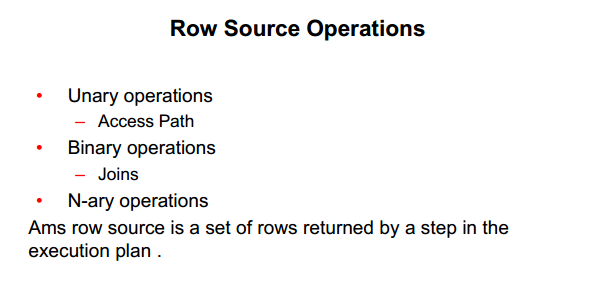 Row Source Operations
• Unary operations
– Access Path
• Binary operations
– Joins
• N-ary operations
Ams row source is a set of rows returned by a step in the
execution plan .